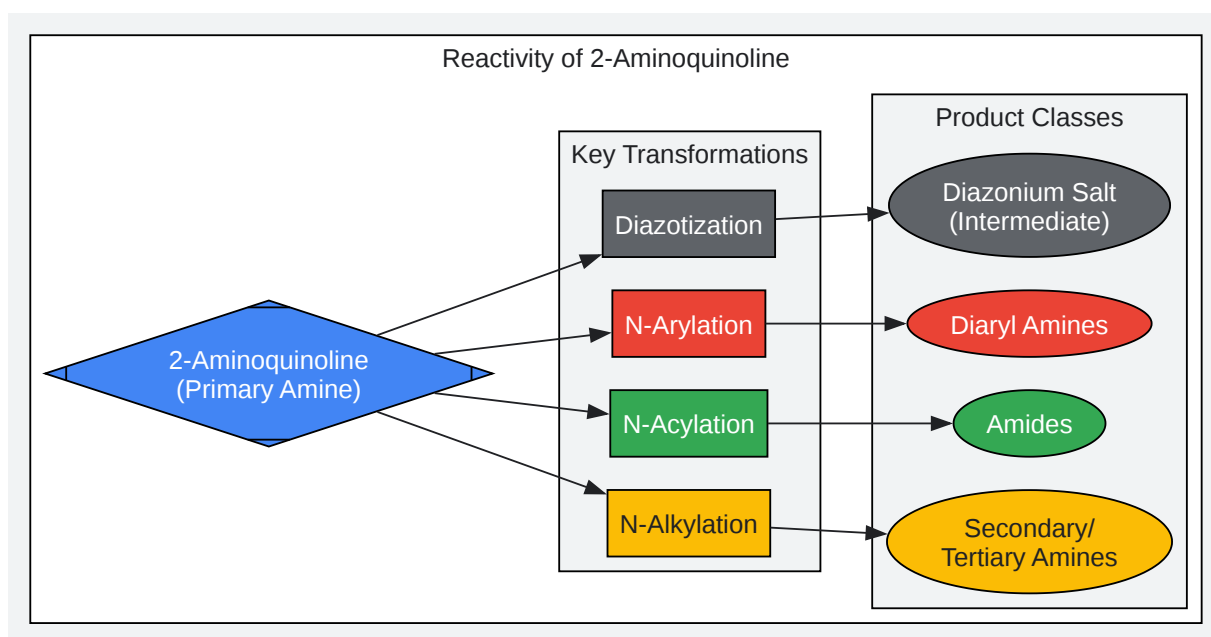 Reactivity of 2-Aminoquinoline
2-Aminoquinoline
(Primary Amine)
Key Transformations
Diazotization
N-Arylation
N-Acylation
N-Alkylation
Product Classes
Diazonium Salt
(Intermediate)
Diaryl Amines
Amides
Secondary/
Tertiary Amines